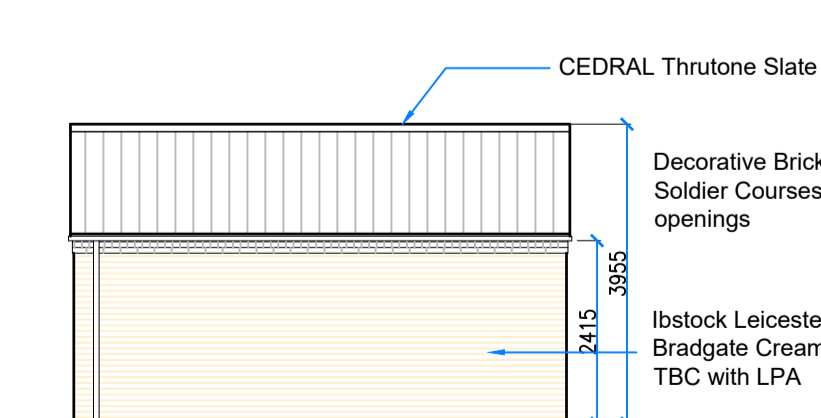 CEDRAL Thrutone Slate
Decorative Brick
Soldier Courses
openings
3955
2415
Ibstock Leiceste
Bradgate Cream
TBC with LPA